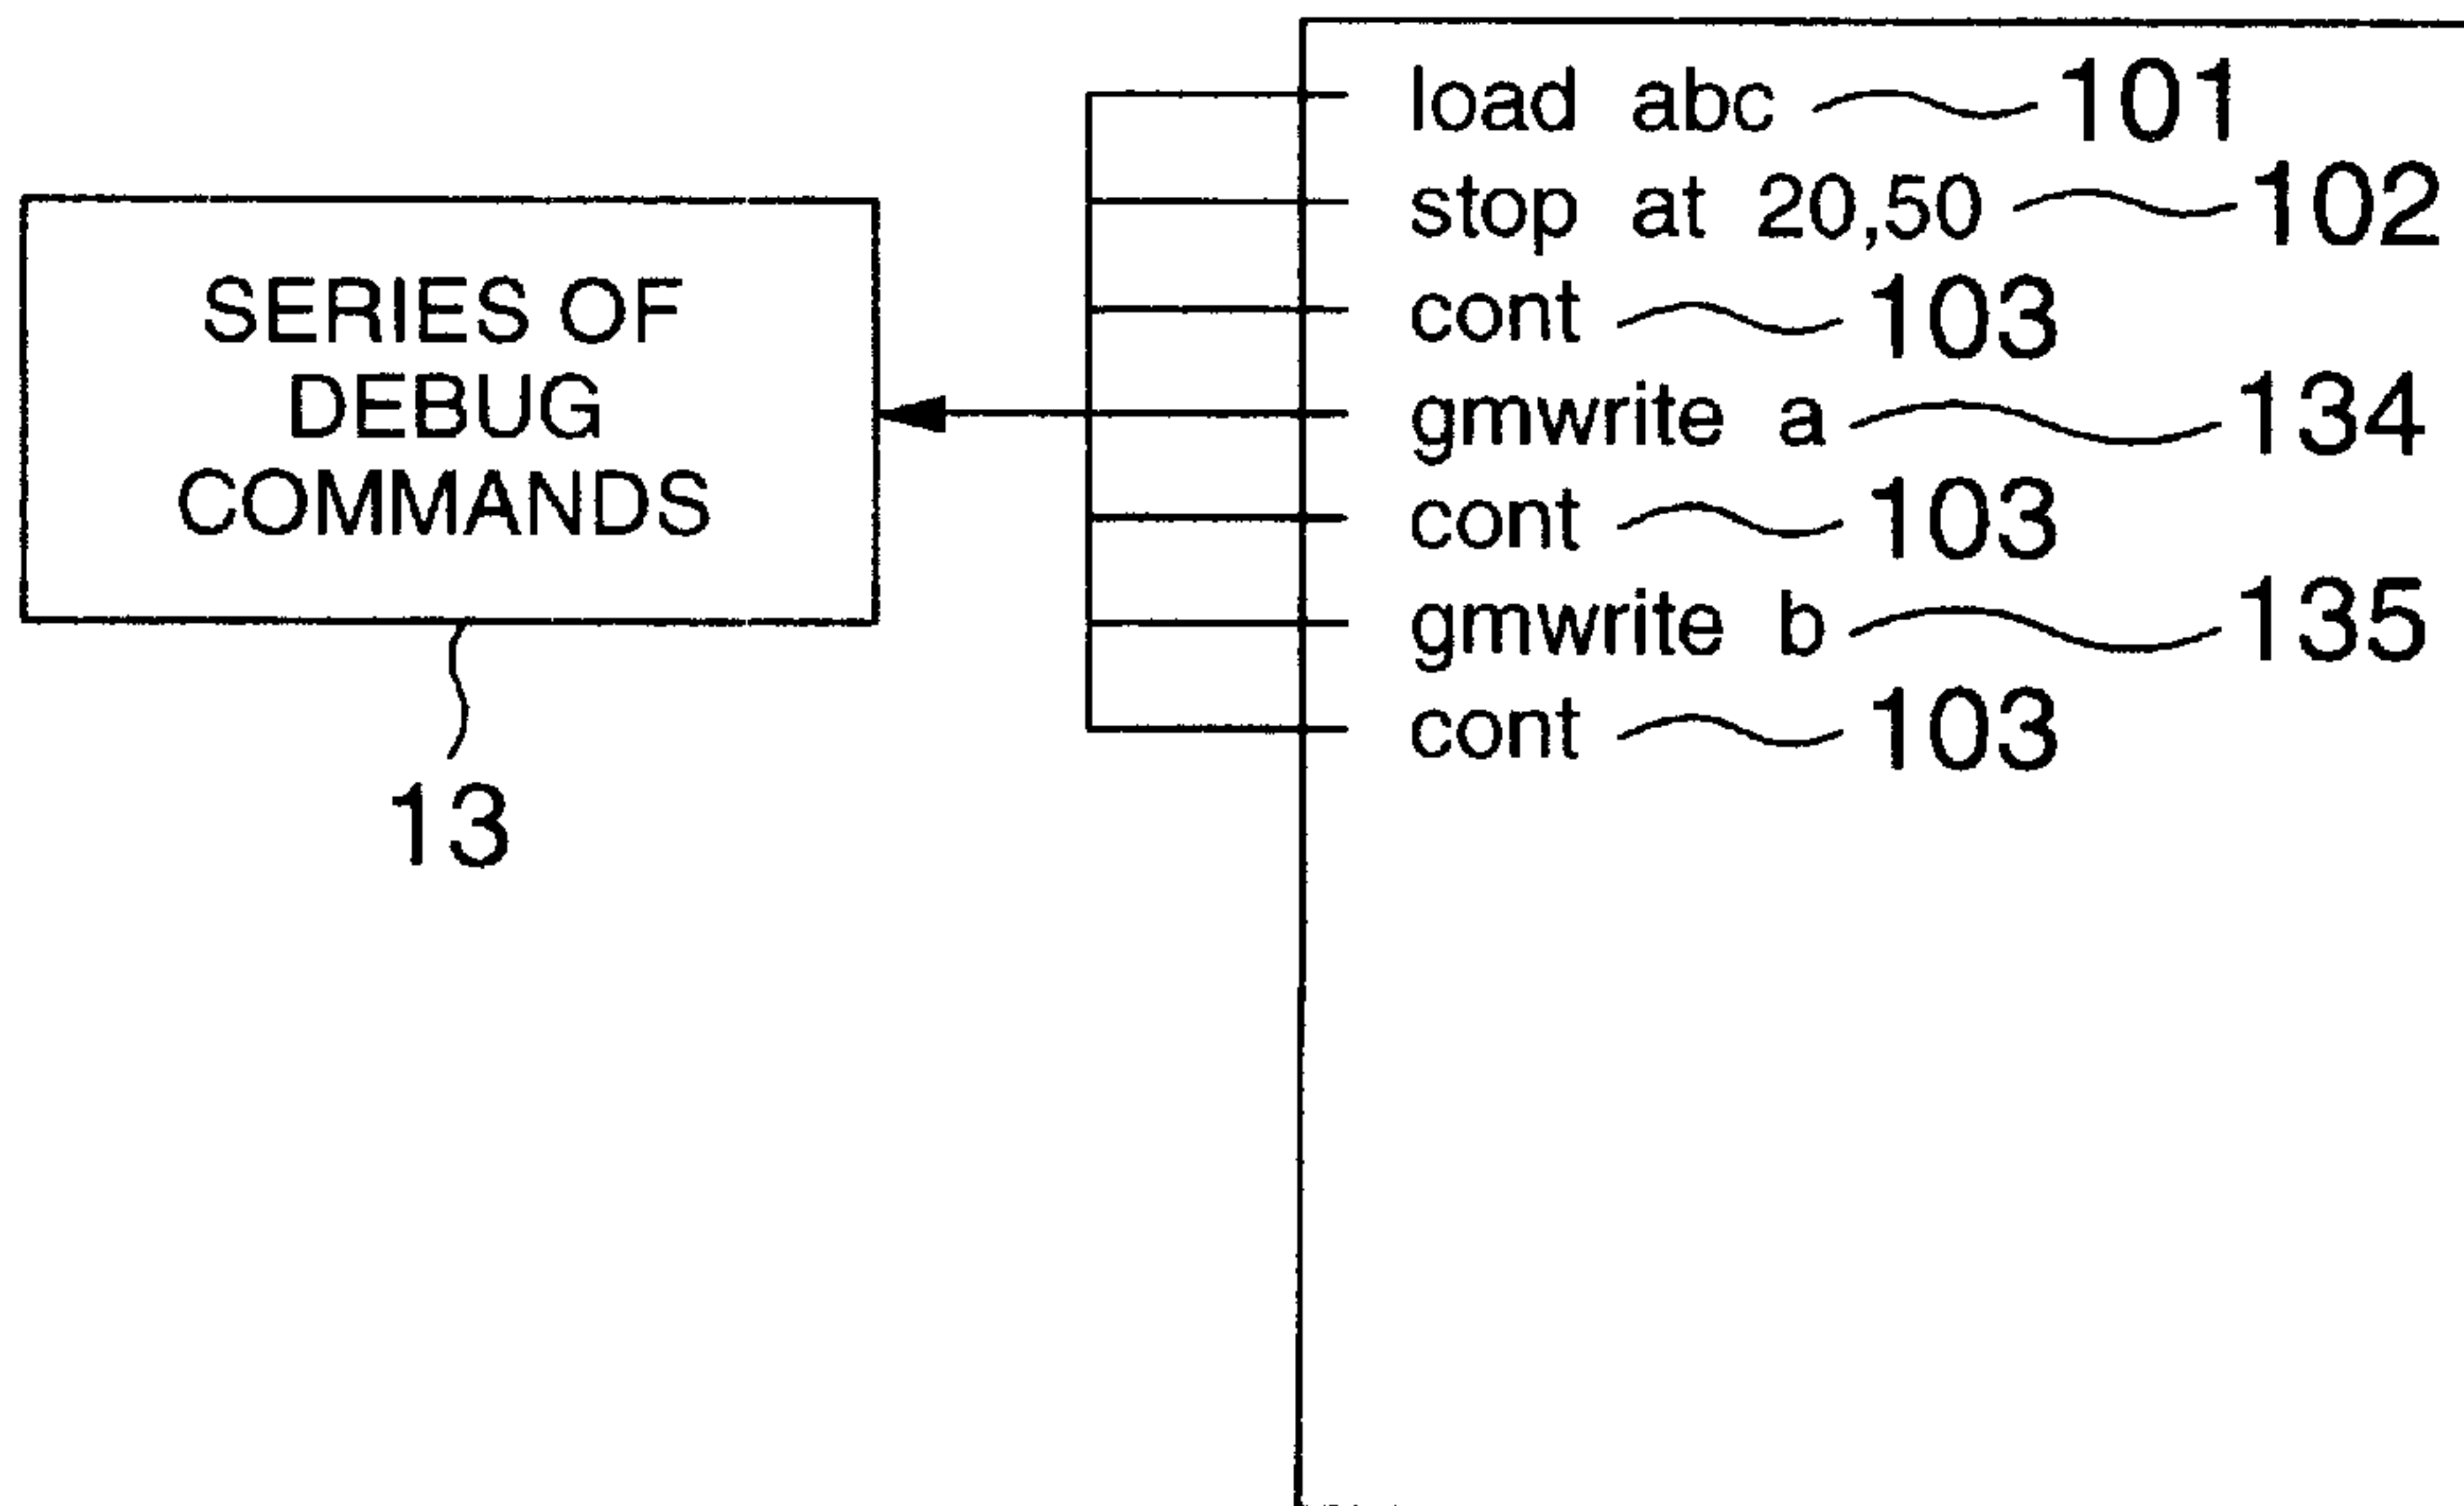 SERIES OF
DEBUG
COMMANDS
13
load abc 101
stop at 20,50 102
cont 103
gmwrite a 134
cont 103
gmwrite b 135
cont 103